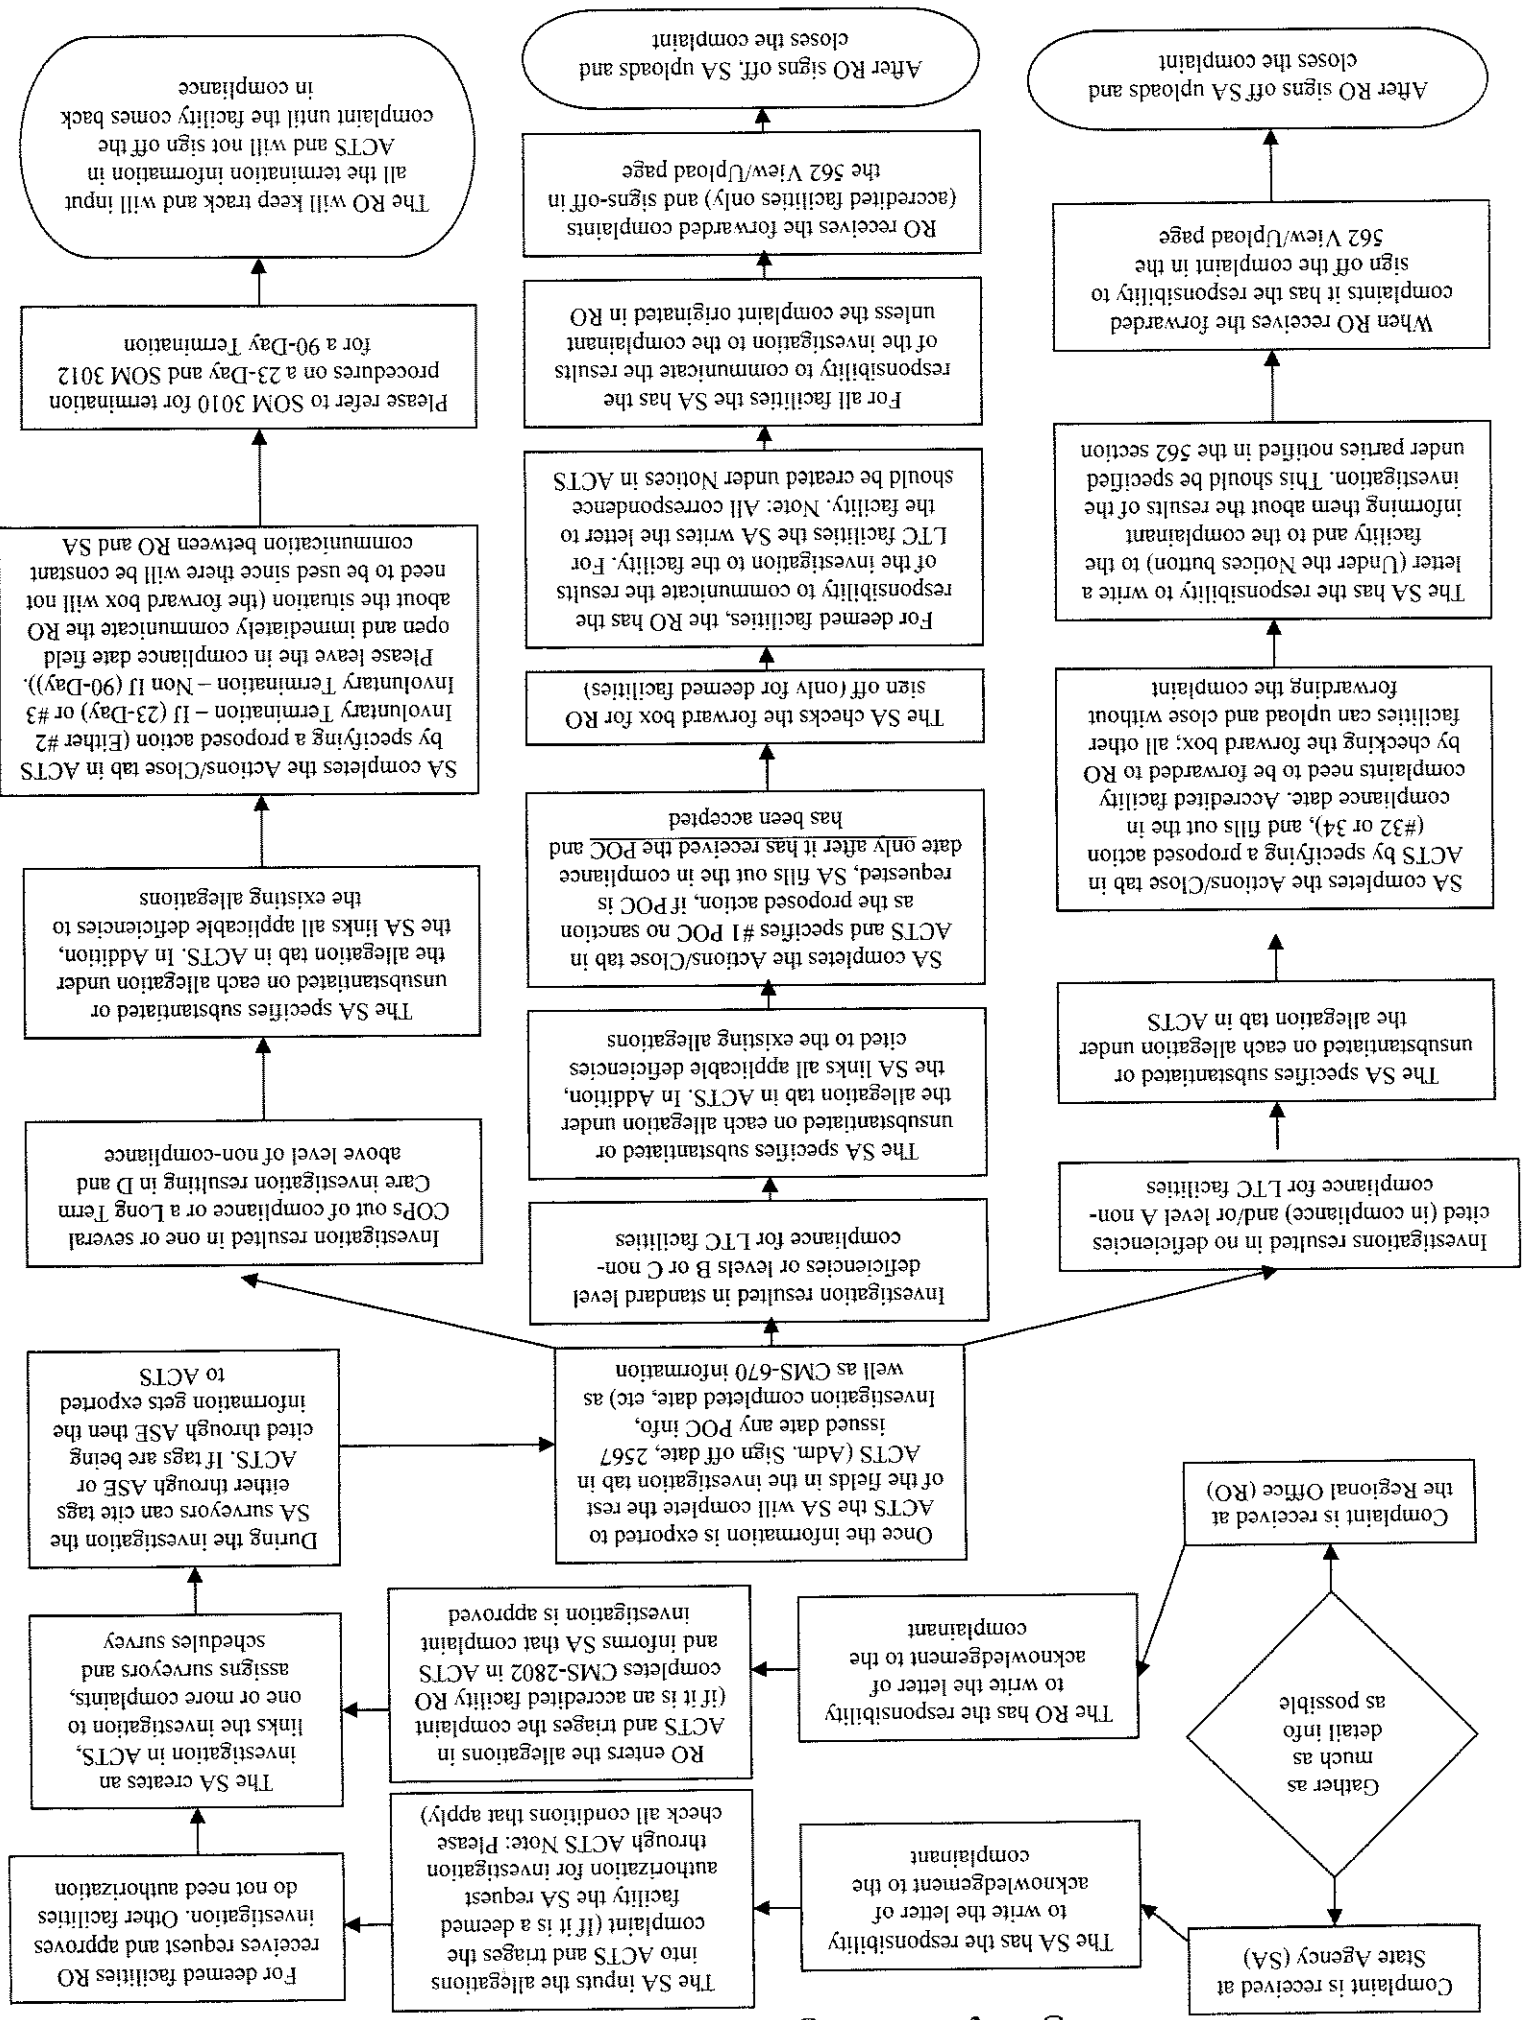 Complaint is received at
State Agency (SA)
The SA has the responsibility
to write the letter of
acknowledgement to the
complainant
The SA inputs the allegations
into ACTS and triages the
complaint (If it is a deemed
facility the SA request
authorization for investigation
through ACTS Note: Please
check all conditions that apply)
For deemed facilities RO
receives request and approves
investigation. Other facilities
do not need authorization
Gather as
much as
detail info
as possible
Complaint is received at
the Regional Office (RO)
The RO has the responsibility
to write the letter of
acknowledgement to the
complainant
RO enters the allegations in
ACTS and triages the complaint
(if it is an accredited facility RO
completes CMS-2802 in ACTS
and informs SA that complaint
investigation is approved
The SA creates an
investigation in ACTS,
links the investigation to
one or more complaints,
assigns surveyors and
schedules survey
During the investigation the
SA surveyors can cite tags
either through ASE or
ACTS. If tags are being
cited through ASE then the
information gets exported
to ACTS
Once the information is exported to
ACTS the SA will complete the rest
of the fields in the investigation tab in
ACTS (Adm. Sign off date, 2567
issued date any POC info,
Investigation completed date, etc) as
well as CMS-670 information
Investigations resulted in no deficiencies
cited (in compliance) and/or level A non-
compliance for LTC facilities
The SA specifies substantiated or
unsubstantiated on each allegation under
the allegation tab in ACTS
SA completes the Actions/Close tab in
ACTS by specifying a proposed action
(#32 or 34), and fills out the in
compliance date. Accredited facility
complaints need to be forwarded to RO
by checking the forward box; all other
facilities can upload and close without
forwarding the complaint
The SA has the responsibility to write a
letter (Under the Notices button) to the
facility and to the complainant
informing them about the results of the
investigation. This should be specified
under parties notified in the 562 section
When RO receives the forwarded
complaints it has the responsibility to
sign off the complaint in the
562 View/Upload page
After RO signs off SA uploads and
closes the complaint
Investigation resulted in standard level
deficiencies or levels B or C non-
compliance for LTC facilities
The SA specifies substantiated or
unsubstantiated on each allegation under
the allegation tab in ACTS. In Addition,
the SA links all applicable deficiencies
cited to the existing allegations
SA completes the Actions/Close tab in
ACTS and specifies #1 POC no sanction
as the proposed action, if POC is
requested, SA fills out the in compliance
date only after it has received the POC and
has been accepted
The SA checks the forward box for RO
sign off (only for deemed facilities)
For deemed facilities, the RO has the
responsibility to communicate the results
of the investigation to the facility. For
LTC facilities the SA writes the letter to
the facility. Note: All correspondence
should be created under Notices in ACTS
For all facilities the SA has the
responsibility to communicate the results
of the investigation to the complainant
unless the complaint originated in RO
RO receives the forwarded complaints
(accredited facilities only) and signs-off in
the 562 View/Upload page
After RO signs off, SA uploads and
closes the complaint
Investigation resulted in one or several
COPs out of compliance or a Long Term
Care investigation resulting in D and
above level of non-compliance
The SA specifies substantiated or
unsubstantiated on each allegation under
the allegation tab in ACTS. In Addition,
the SA links all applicable deficiencies to
the existing allegations
SA completes the Actions/Close tab in ACTS
by specifying a proposed action (Either #2
Involuntary Termination – IJ (23-Day) or #3
Involuntary Termination – Non IJ (90-Day)).
Please leave the in compliance date field
open and immediately communicate the RO
about the situation (the forward box will not
need to be used since there will be constant
communication between RO and SA
Please refer to SOM 3010 for termination
procedures on a 23-Day and SOM 3012
for a 90-Day Termination
The RO will keep track and will input
all the termination information in
ACTS and will not sign off the
complaint until the facility comes back
in compliance